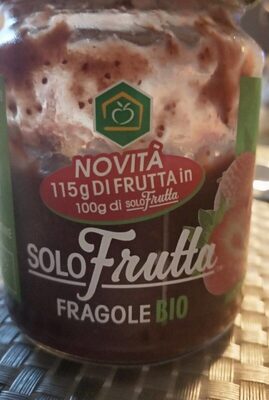 NOVITÀ
115g DI FRUTTA in
100g di SOLO Frutta
SOLO Frutta
FRAGOLE BIO